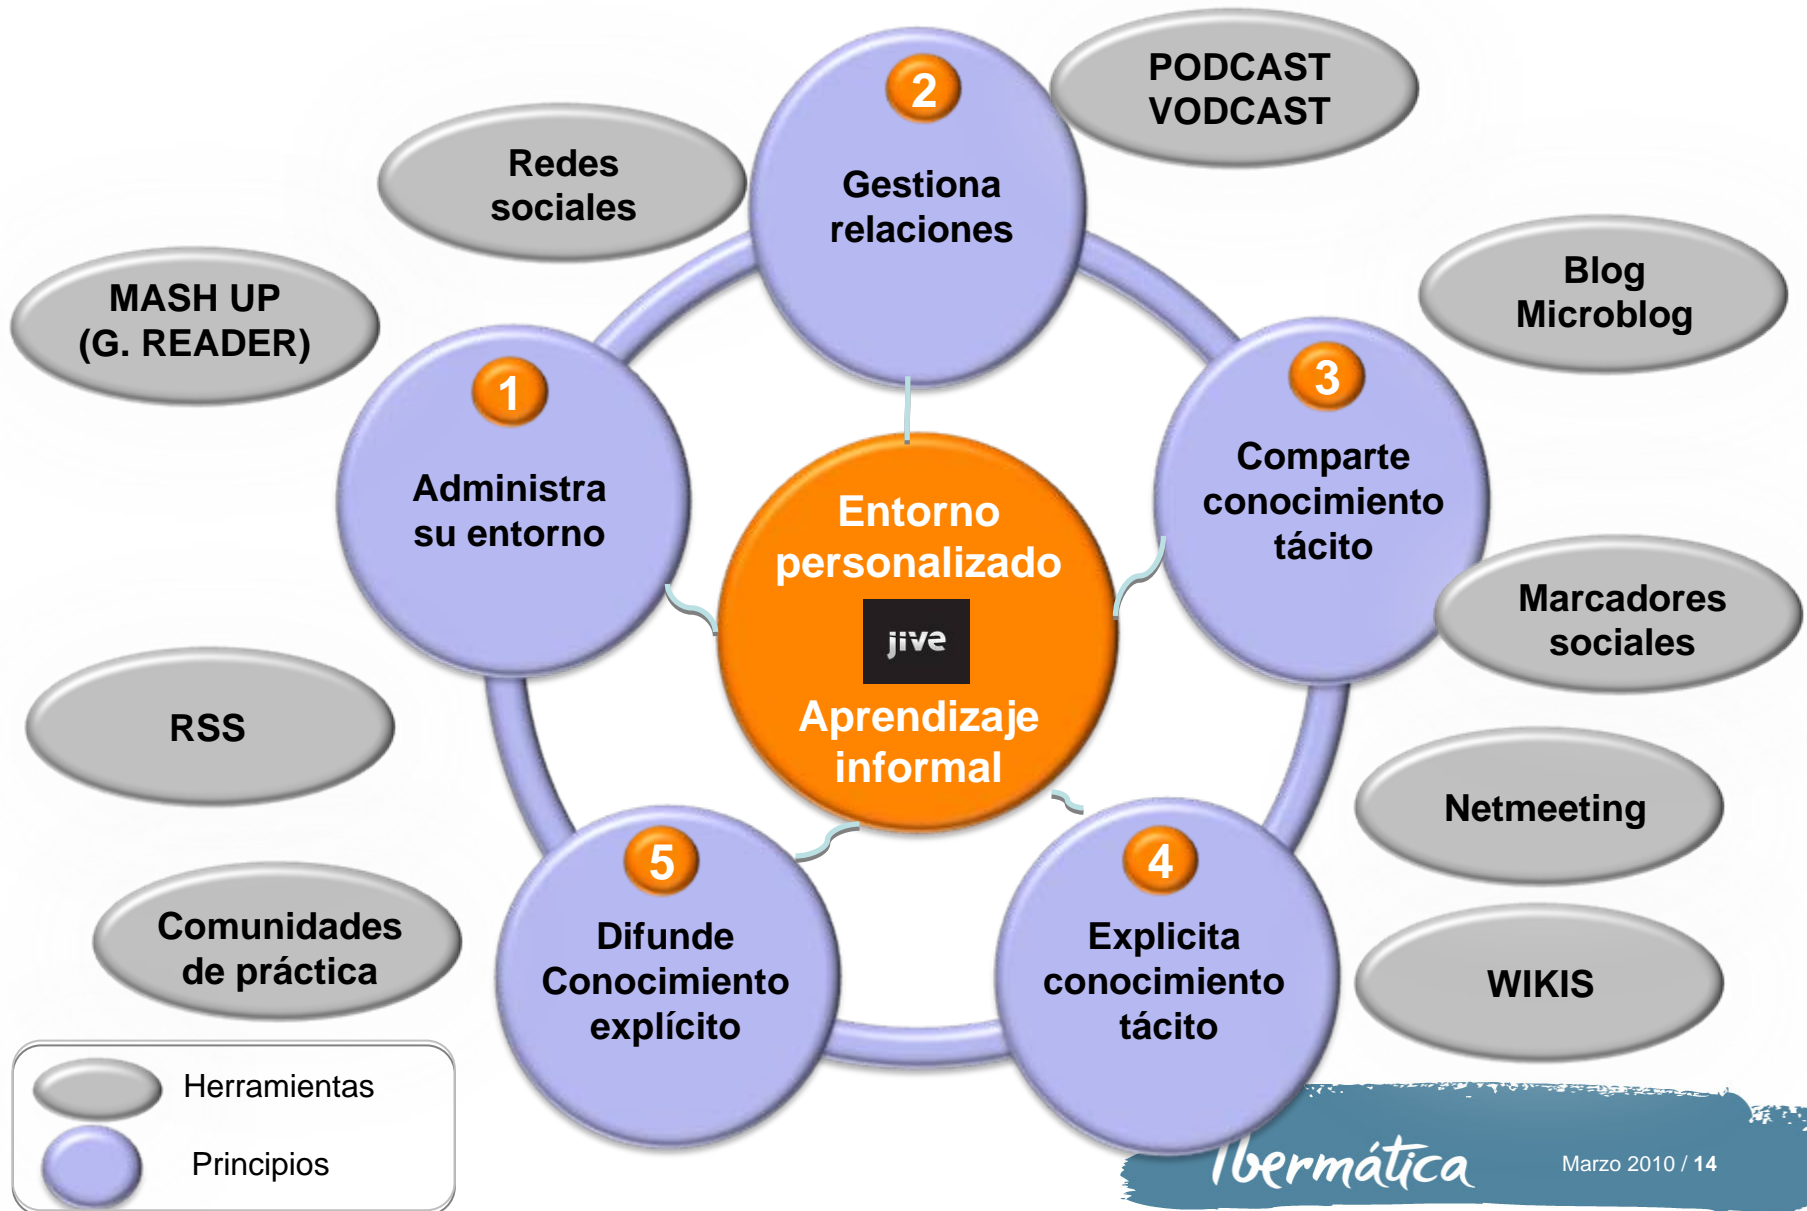 PODCAST
VODCAST
2
Redes
sociales
Gestiona
relaciones
Blog
Microblog
MASH UP
(G. READER)
1
3
Administra
su entorno
Comparte
conocimiento
tácito
Entorno
personalizado
jive
Aprendizaje
informal
Marcadores
sociales
RSS
Netmeeting
5
4
Comunidades
de práctica
Difunde
Conocimiento
explícito
Explicita
conocimiento
tácito
WIKIS
Herramientas
Principios
Ibermática
Marzo 2010 / 14